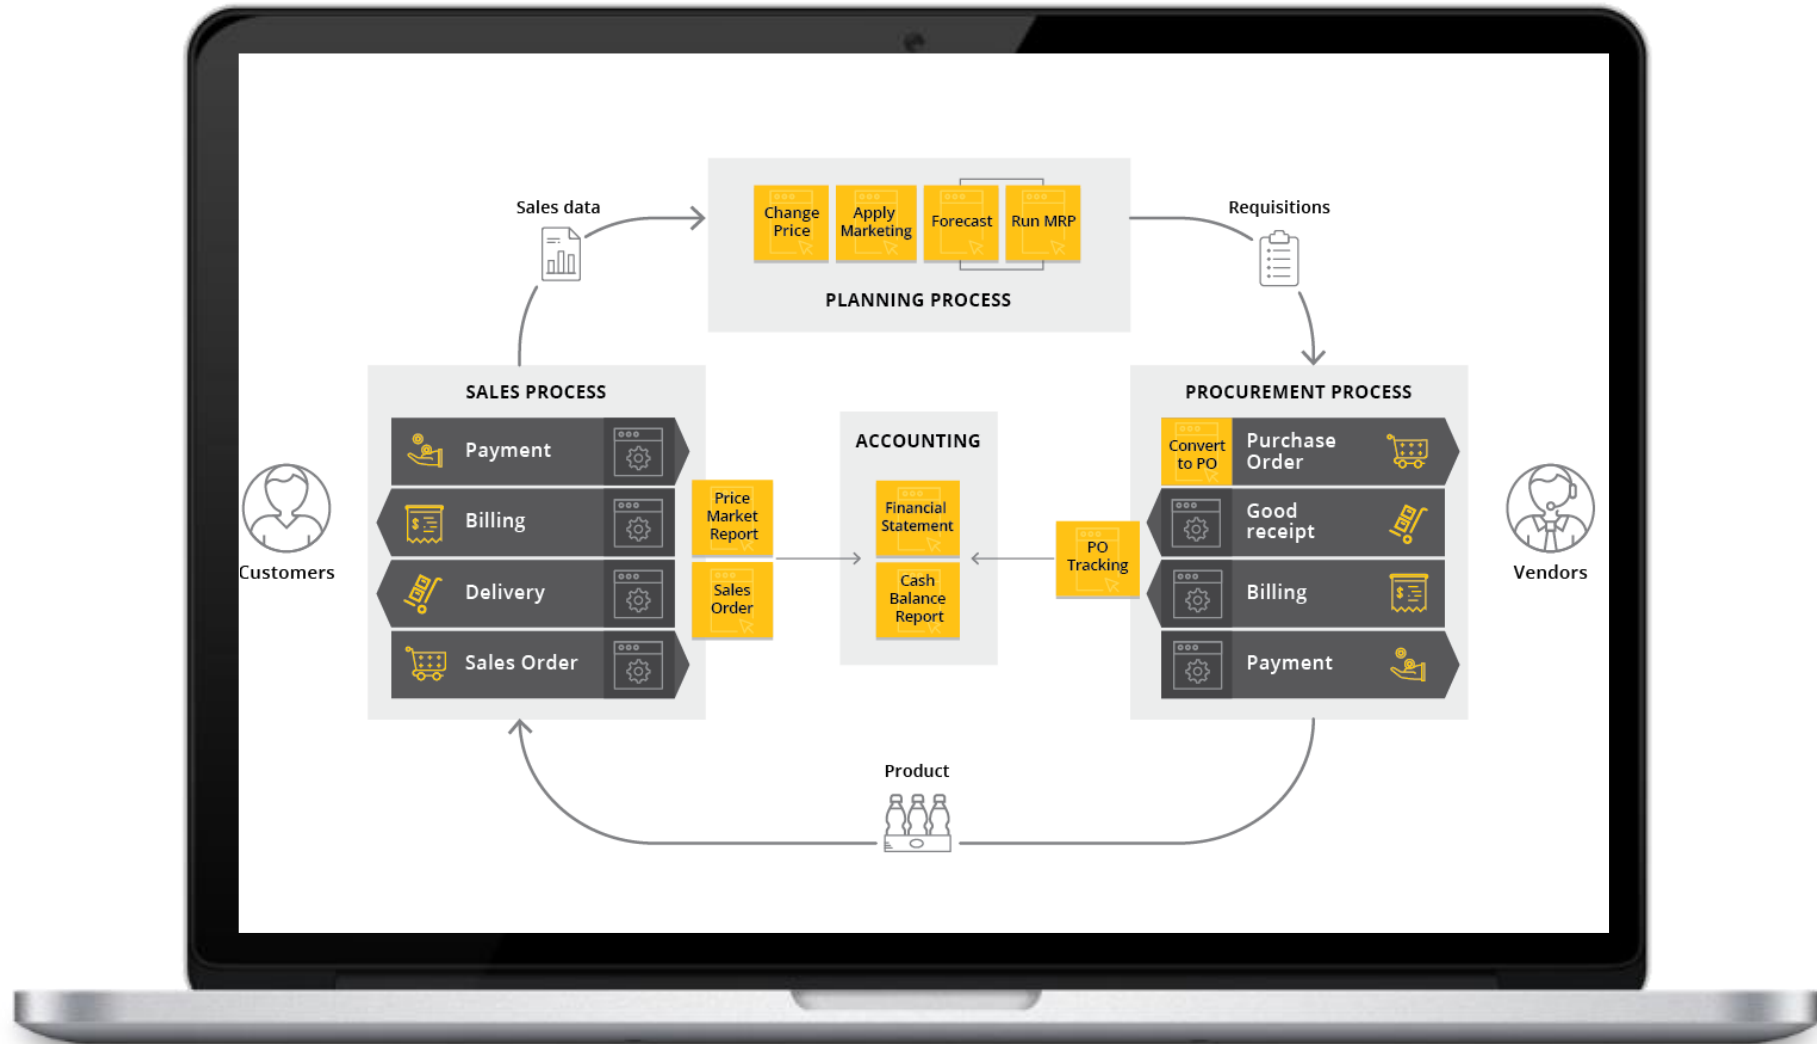 Sales data
Change
Price
Apply
Marketing
Forecast
Run MRP
PLANNING PROCESS
Requisitions
SALES PROCESS
Payment
Billing
Delivery
Sales Order
Customers
Price
Market
Report
Sales
Order
ACCOUNTING
Financial
Statement
Cash
Balance
Report
PO
Tracking
PROCUREMENT PROCESS
Convert
to PO
Purchase
Order
Good
receipt
Billing
Payment
Vendors
Product